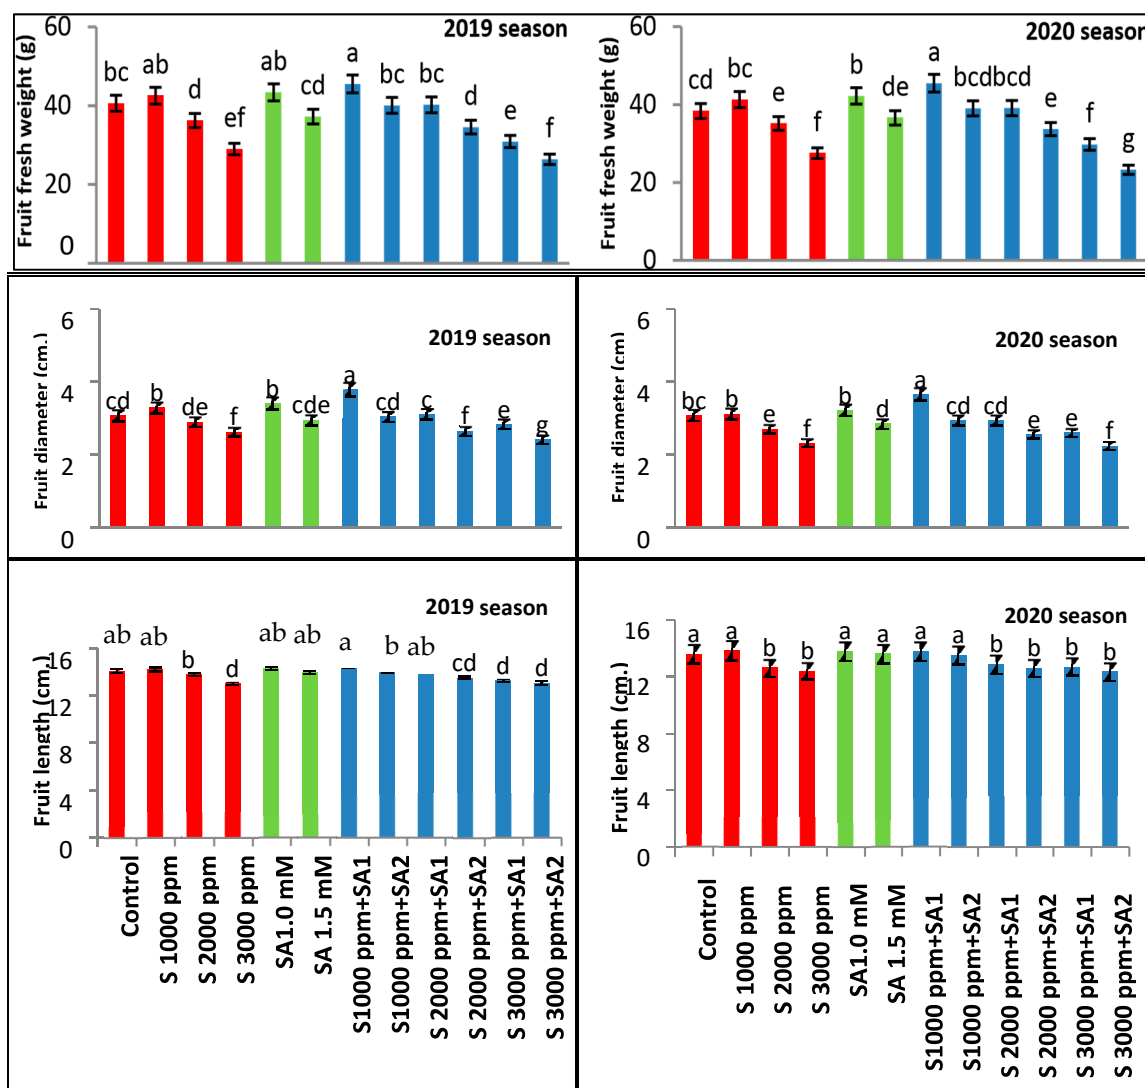 2019 season
Fruit fresh weight (g)
60
40
20
0
bc ab d ef ab cd a bc bc d e f
2020 season
Fruit fresh weight (g)
60
40
20
0
cd bc e f b de a bcd bcd e f g
2019 season
Fruit diameter (cm.)
6
4
2
0
cd b de f b cde a cd c f e g
2020 season
Fruit diameter (cm)
6
4
2
0
bc b e f b d a cd cd e e f
2019 season
Fruit length (cm.)
16
12
8
4
0
ab ab b d ab ab a b ab cd d d
Control
S 1000 ppm
S 2000 ppm
S 3000 ppm
SA1.0 mM
SA 1.5 mM
S1000 ppm+SA1
S1000 ppm+SA2
S 2000 ppm+SA1
S 2000 ppm+SA2
S 3000 ppm+SA1
S 3000 ppm+SA2
2020 season
Fruit length (cm.)
16
12
8
4
0
a a b b a a a a b b b b
Control
S 1000 ppm
S 2000 ppm
S 3000 ppm
SA1.0 mM
SA 1.5 mM
S1000 ppm+SA1
S1000 ppm+SA2
S 2000 ppm+SA1
S 2000 ppm+SA2
S 3000 ppm+SA1
S 3000 ppm+SA2